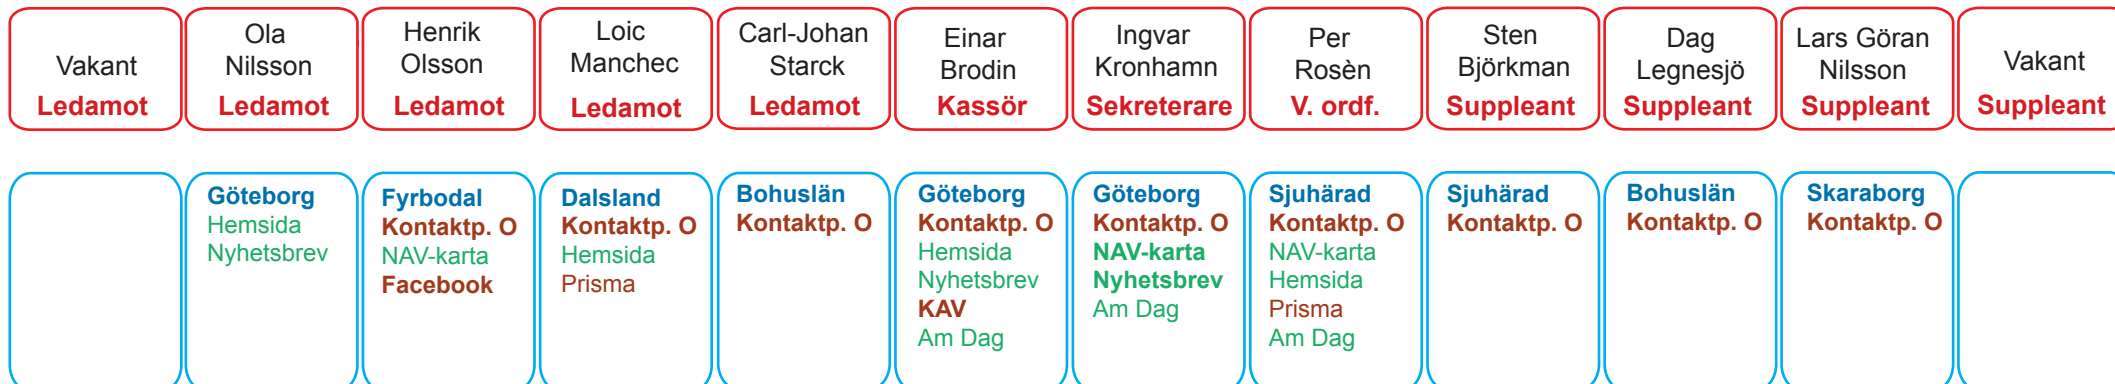 Vakant
Ledamot
Ola
Nilsson
Ledamot
Henrik
Olsson
Ledamot
Loic
Manchec
Ledamot
Carl-Johan
Starck
Ledamot
Einar
Brodin
Kassör
Ingvar
Kronhamn
Sekreterare
Per
Rosèn
V. ordf.
Sten
Björkman
Suppleant
Dag
Legnesjö
Suppleant
Lars Göran
Nilsson
Suppleant
Vakant
Suppleant
Göteborg
Hemsida
Nyhetsbrev
Fyrbodal
Kontaktp. O
NAV-karta
Facebook
Dalsland
Kontaktp. O
Hemsida
Prisma
Bohuslän
Kontaktp. O
Göteborg
Kontaktp. O
Hemsida
Nyhetsbrev
KAV
Am Dag
Göteborg
Kontaktp. O
NAV-karta
Nyhetsbrev
Am Dag
Sjuhärad
Kontaktp. O
NAV-karta
Hemsida
Prisma
Am Dag
Sjuhärad
Kontaktp. O
Bohuslän
Kontaktp. O
Skaraborg
Kontaktp. O